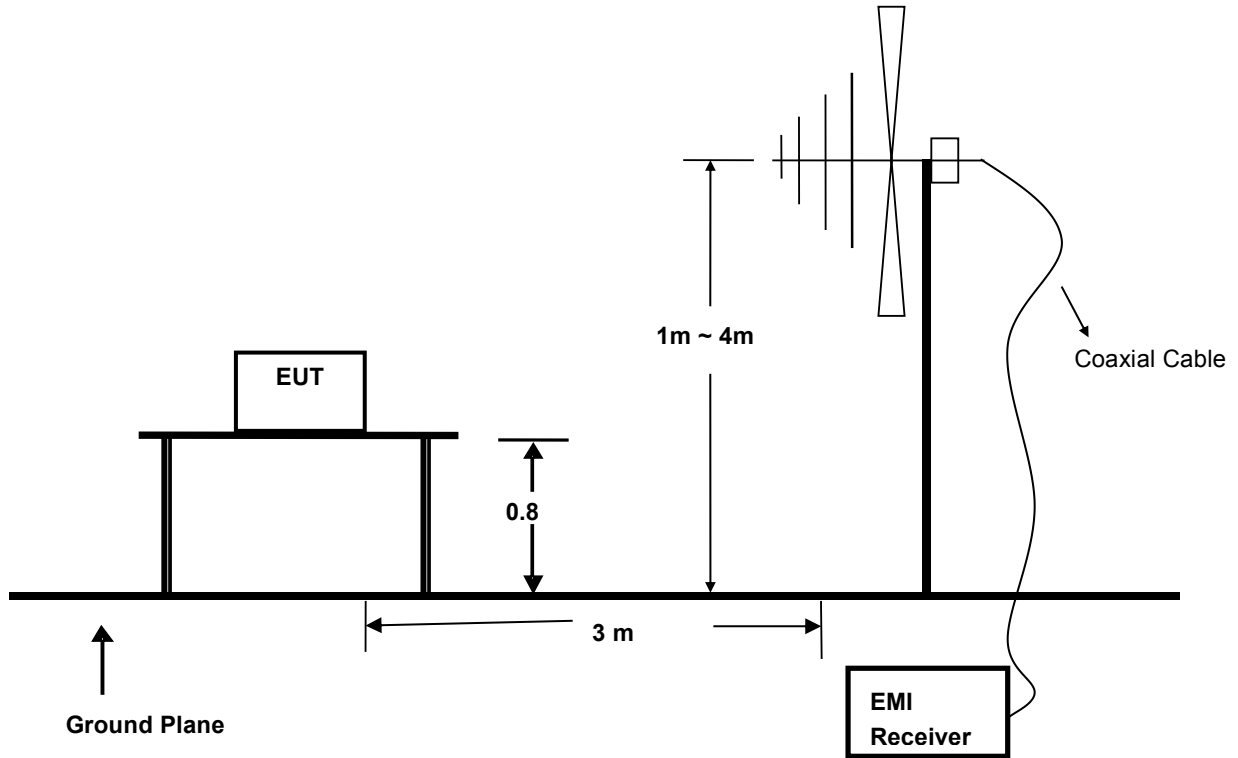 1m ~ 4m
Coaxial Cable
EUT
0.8
3 m
Ground Plane
EMI
Receiver